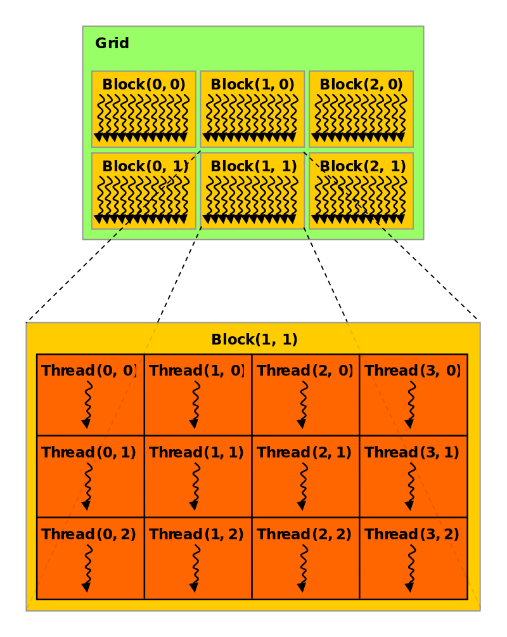 Grid
Block(0, 0) Block(1, 0) Block(2, 0)
Block(0, 1) Block(1, 1) Block(2, 1)
Block(1, 1)
Thread(0, 0) Thread(1, 0) Thread(2, 0) Thread(3, 0)
Thread(0, 1) Thread(1, 1) Thread(2, 1) Thread(3, 1)
Thread(0, 2) Thread(1, 2) Thread(2, 2) Thread(3, 2)